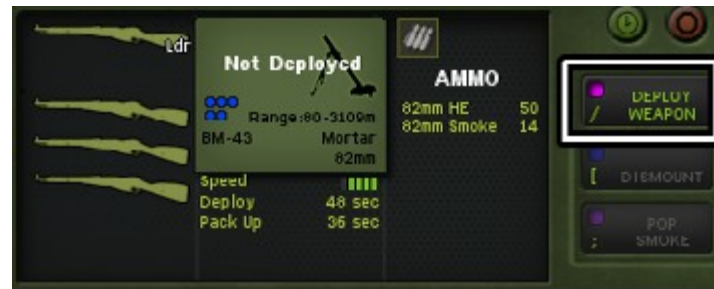 Ldr
Not Deployed
Range:80-3109m
BM-43 Mortar
82mm
Speed
Deploy 48 sec
Pack Up 36 sec
AMMO
82mm HE 50
82mm Smoke 14
DEPLOY
/ WEAPON
[ DISMOUNT
POP
; SMOKE